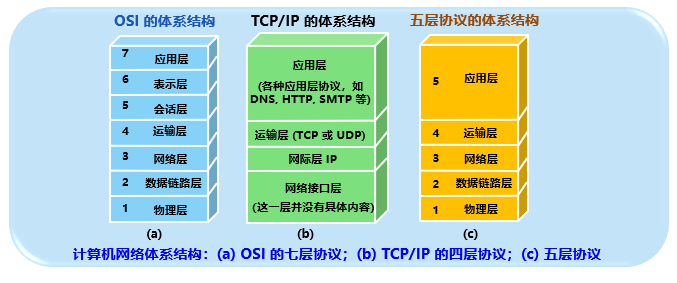 OSI 的体系结构
7 应用层
6 表示层
5 会话层
4 运输层
3 网络层
2 数据链路层
1 物理层
(a)
TCP/IP 的体系结构
应用层
(各种应用层协议，如
DNS, HTTP, SMTP 等)
运输层 (TCP 或 UDP)
网际层 IP
网络接口层
(这一层并没有具体内容)
(b)
五层协议的体系结构
5 应用层
4 运输层
3 网络层
2 数据链路层
1 物理层
(c)
计算机网络体系结构：(a) OSI 的七层协议；(b) TCP/IP 的四层协议；(c) 五层协议